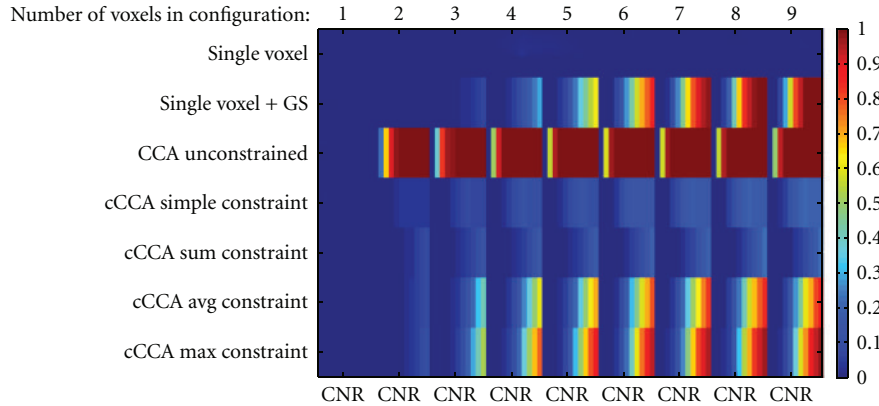 Number of voxels in configuration: 1 2 3 4 5 6 7 8 9
Single voxel
Single voxel + GS
CCA unconstrained
cCCA simple constraint
cCCA sum constraint
cCCA avg constraint
cCCA max constraint
CNR CNR CNR CNR CNR CNR CNR CNR CNR
1
0.9
0.8
0.7
0.6
0.5
0.4
0.3
0.2
0.1
0